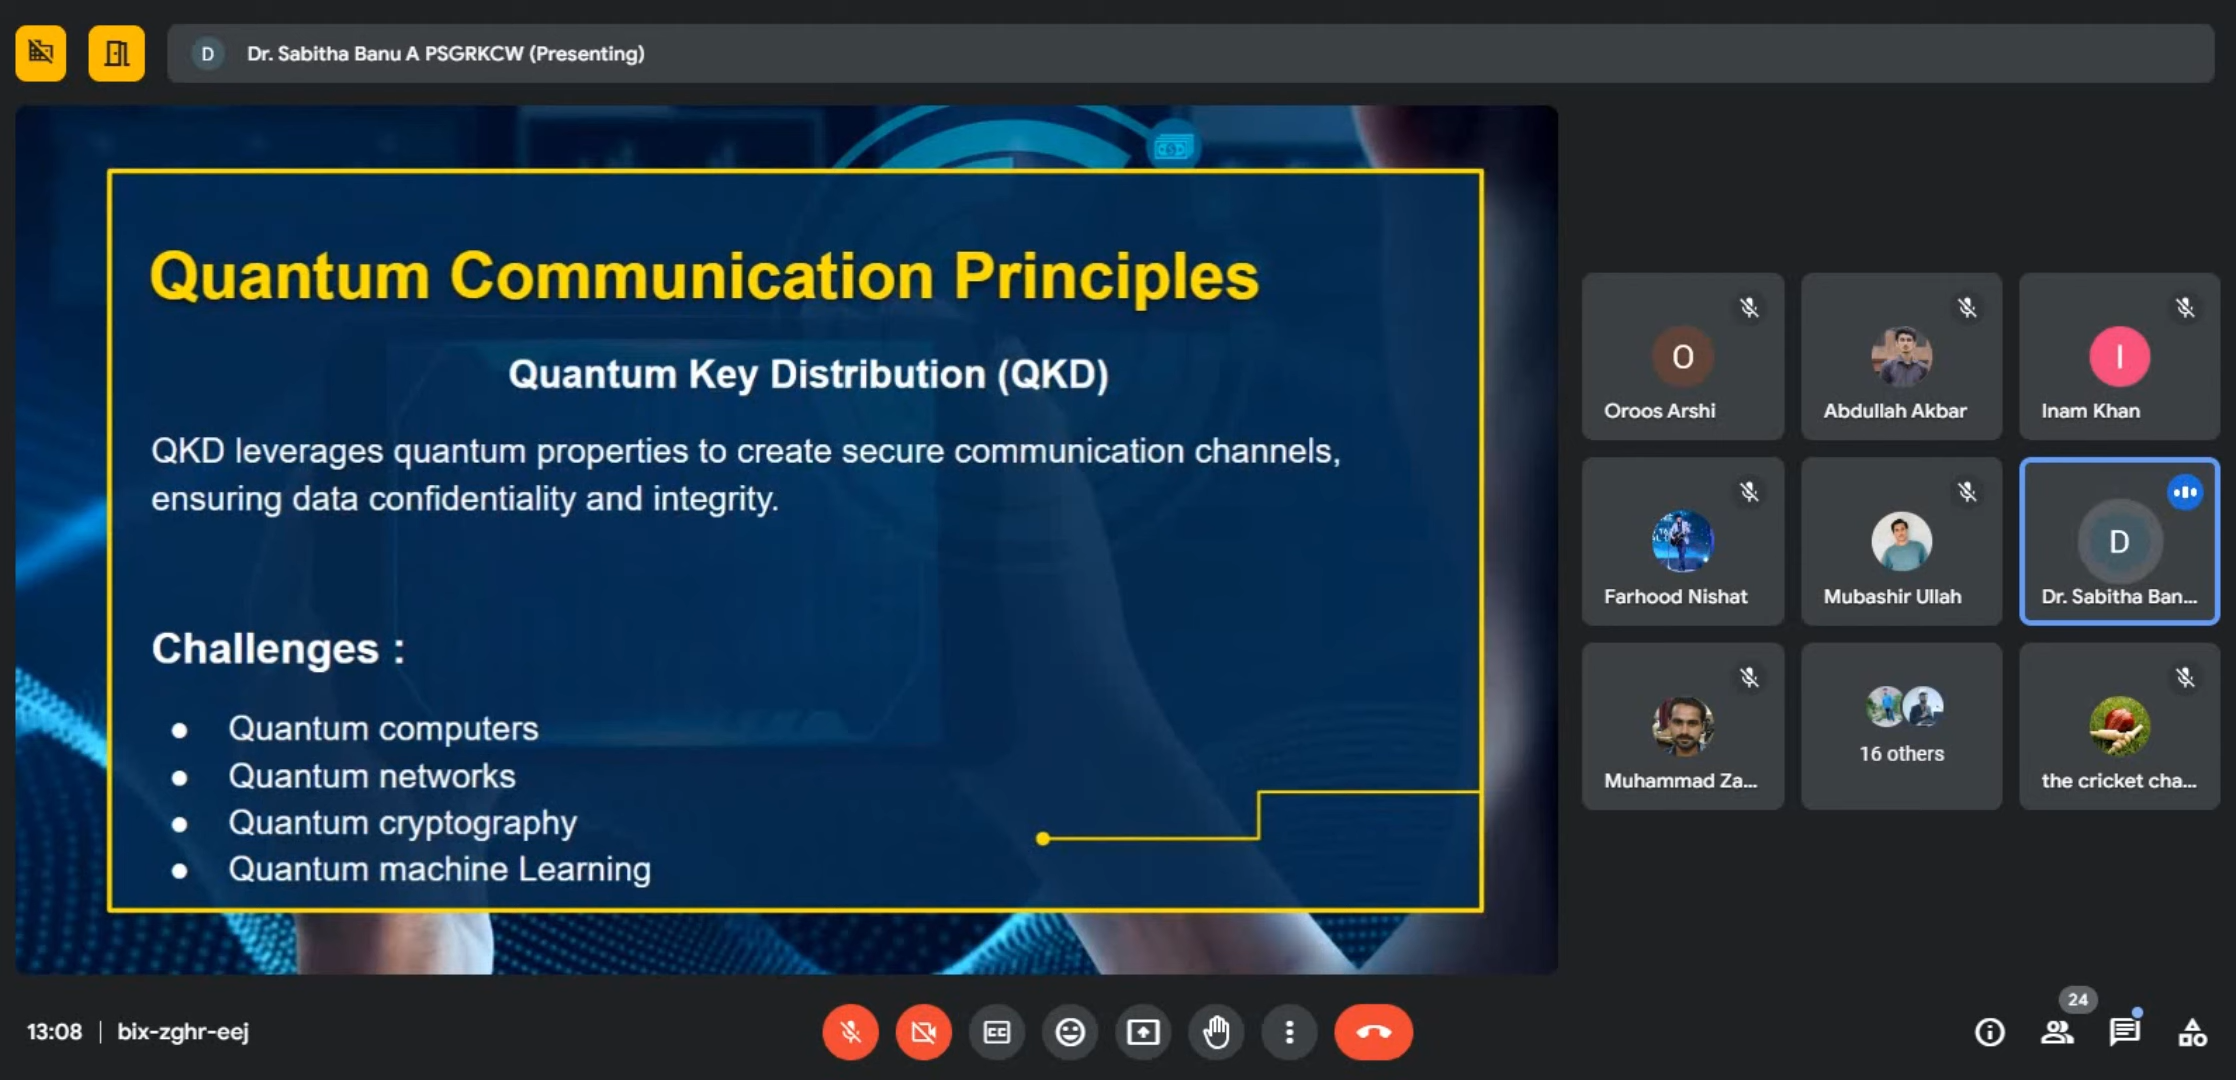 D Dr. Sabitha Banu A PSGRKCW (Presenting)
Quantum Communication Principles
Quantum Key Distribution (QKD)
QKD leverages quantum properties to create secure communication channels,
ensuring data confidentiality and integrity.
Challenges :
● Quantum computers
● Quantum networks
● Quantum cryptography
● Quantum machine Learning
O
Oroos Arshi
Abdullah Akbar
I
Inam Khan
Farhood Nishat
Mubashir Ullah
D
Dr. Sabitha Ban...
Muhammad Za...
16 others
the cricket cha...
13:08 | bix-zghr-eej
CC
24